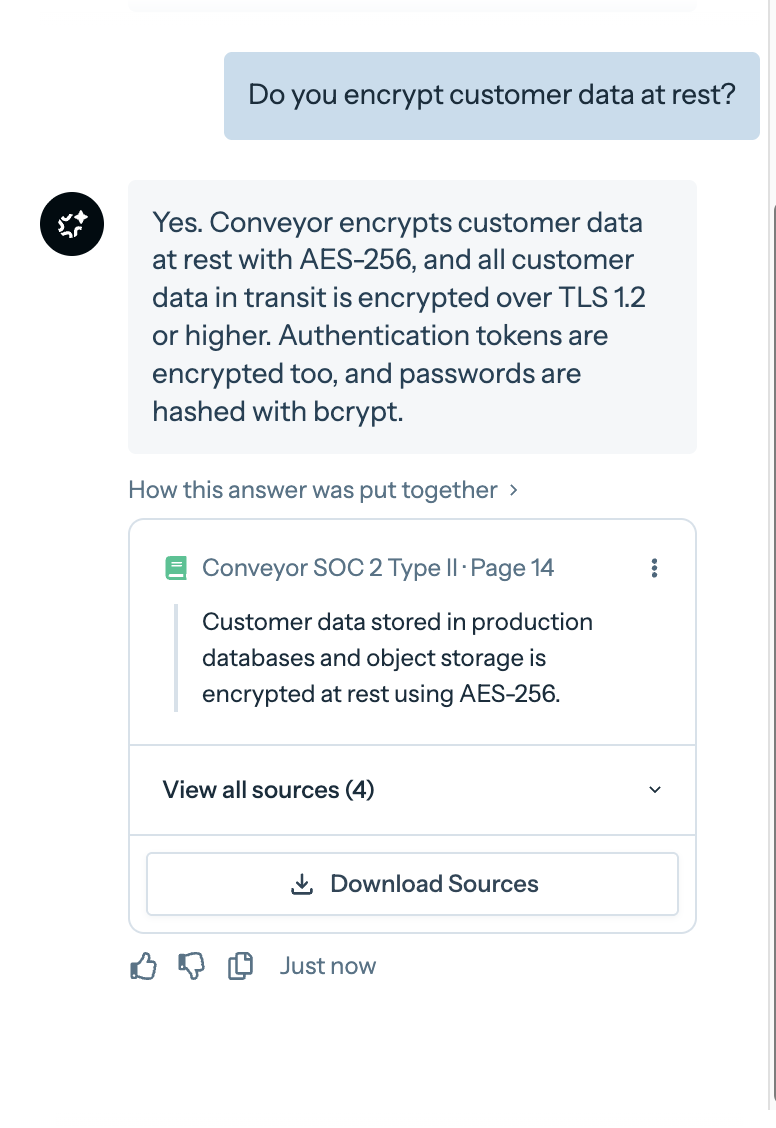 Do you encrypt customer data at rest?
Yes. Conveyor encrypts customer data
at rest with AES-256, and all customer
data in transit is encrypted over TLS 1.2
or higher. Authentication tokens are
encrypted too, and passwords are
hashed with bcrypt.
How this answer was put together
Conveyor SOC 2 Type II · Page 14
Customer data stored in production
databases and object storage is
encrypted at rest using AES-256.
View all sources (4)
Download Sources
Just now